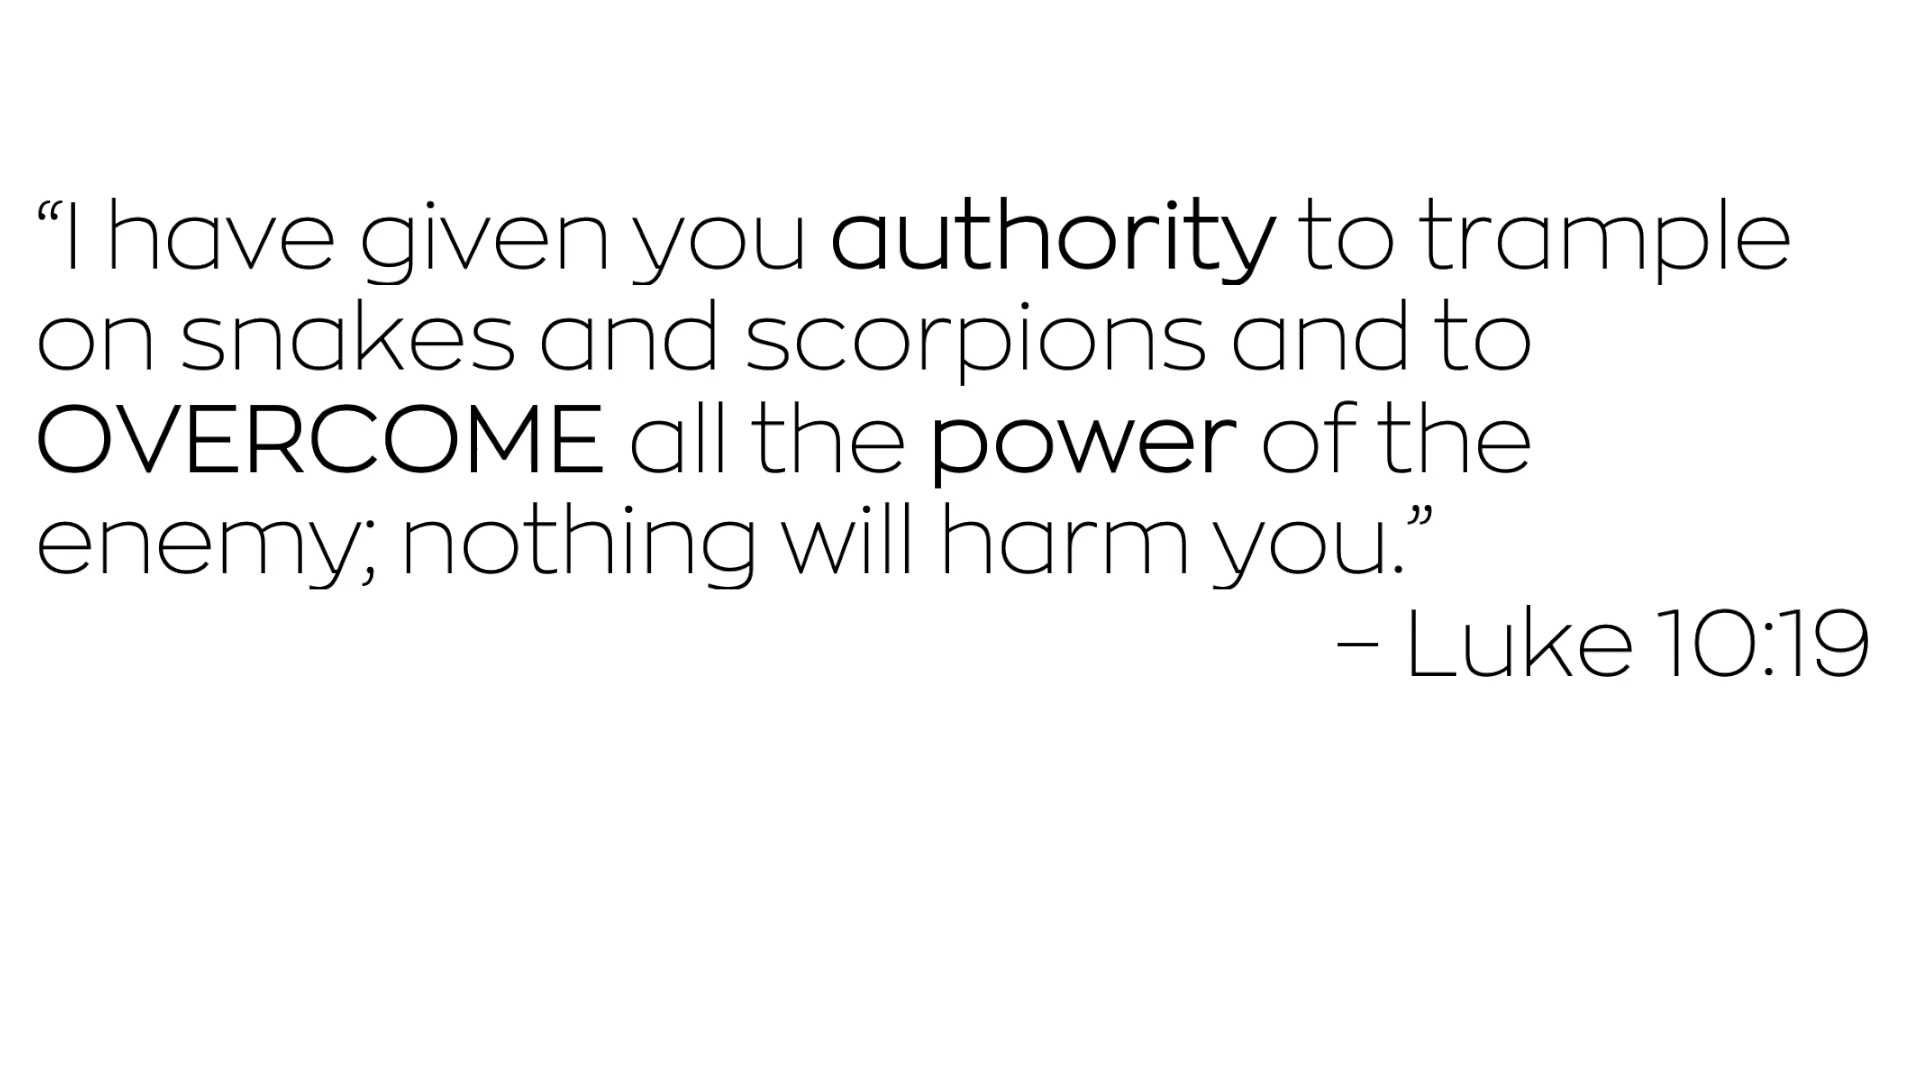 “I have given you authority to trample
on snakes and scorpions and to
OVERCOME all the power of the
enemy; nothing will harm you.”
– Luke 10:19